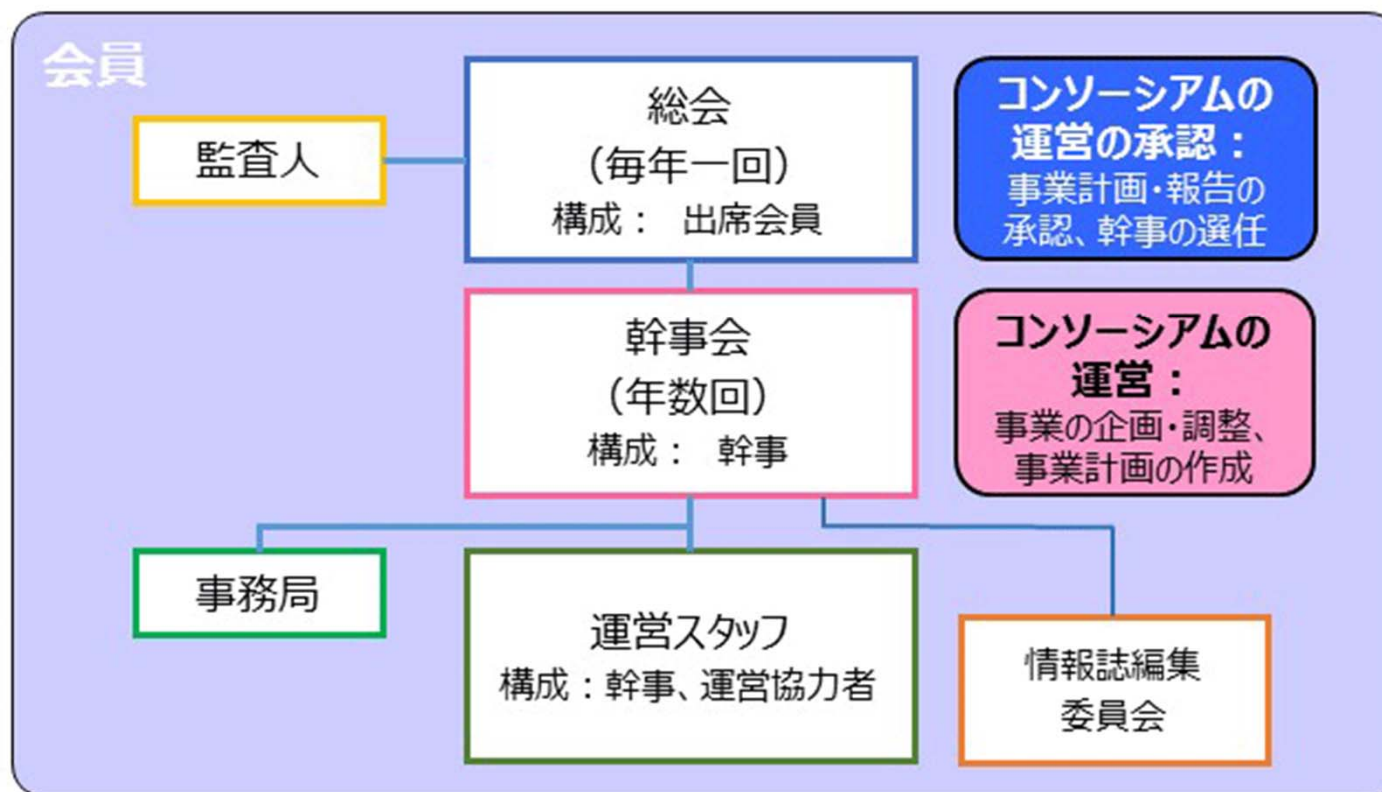 会員
監査人
総会
（毎年一回）
構成： 出席会員
コンソーシアムの
運営の承認：
事業計画・報告の
承認、幹事の選任
幹事会
（年数回）
構成： 幹事
コンソーシアムの
運営：
事業の企画・調整、
事業計画の作成
事務局
運営スタッフ
構成：幹事、運営協力者
情報誌編集
委員会